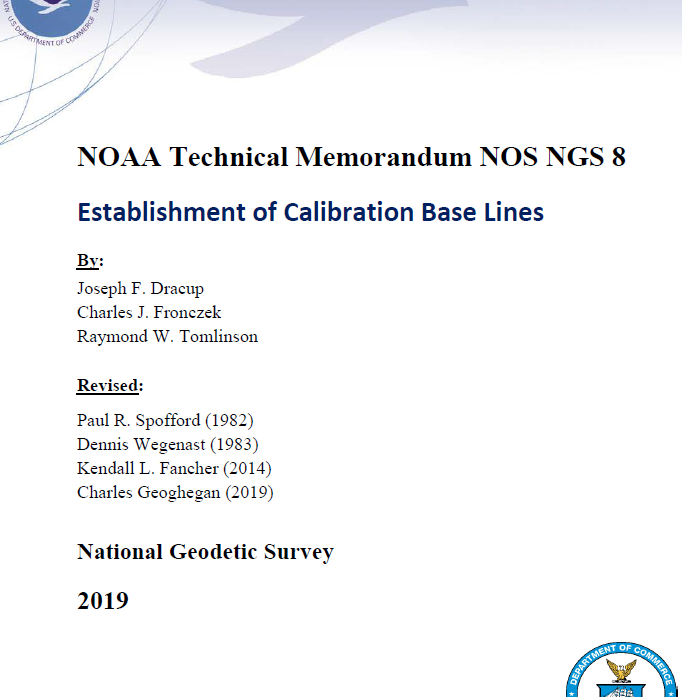 U.S. DEPARTMENT OF COMMERCE
NOAA Technical Memorandum NOS NGS 8
Establishment of Calibration Base Lines
By:
Joseph F. Dracup
Charles J. Fronczek
Raymond W. Tomlinson
Revised:
Paul R. Spofford (1982)
Dennis Wegenast (1983)
Kendall L. Fancher (2014)
Charles Geoghegan (2019)
National Geodetic Survey
2019
DEPARTMENT OF COMMERCE